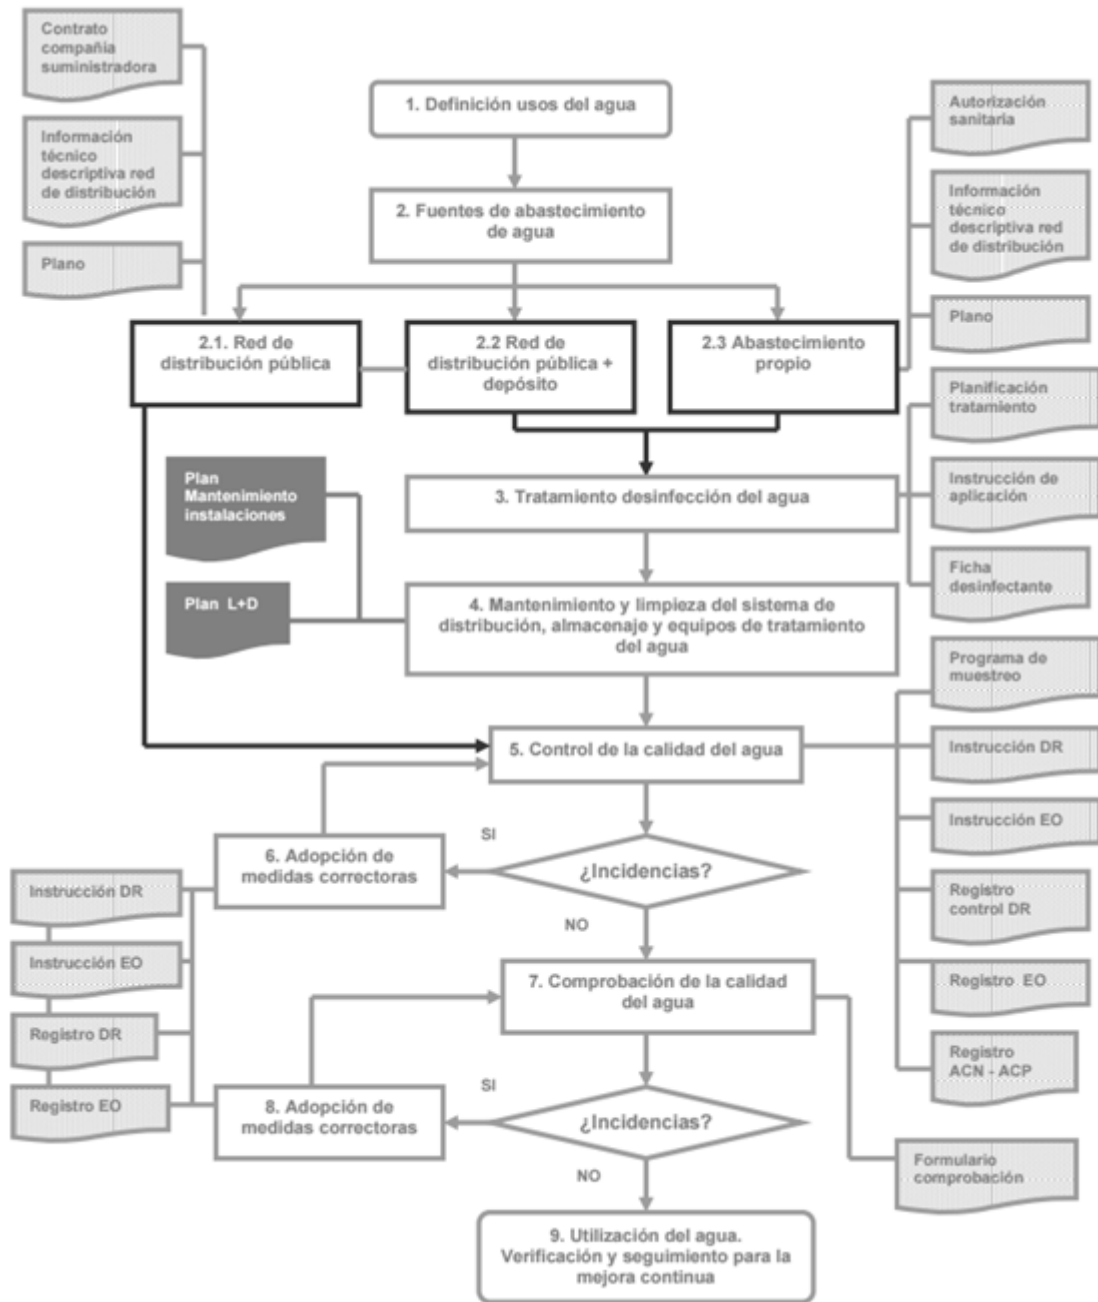 Contrato
compañia
suministradora
Información
técnico
descriptiva red
de distribución
Plano
1. Definición usos del agua
2. Fuentes de abastecimiento
de agua
2.1. Red de
distribución pública
2.2 Red de
distribución pública +
depósito
2.3 Abastecimiento
propio
Autorización
sanitaria
Información
técnico
descriptiva red
de distribución
Plano
Planificación
tratamiento
Instrucción de
aplicación
Ficha
desinfectante
Plan
Mantenimiento
instalaciones
Plan L+D
3. Tratamiento desinfección del agua
4. Mantenimiento y limpieza del sistema de
distribución, almacenaje y equipos de tratamiento
del agua
5. Control de la calidad del agua
Programa de
muestreo
Instrucción DR
Instrucción EO
Registro
control DR
Registro EO
Registro
ACN - ACP
SI
¿Incidencias?
NO
6. Adopción de
medidas correctoras
Instrucción DR
Instrucción EO
Registro DR
Registro EO
7. Comprobación de la calidad
del agua
SI
¿Incidencias?
NO
8. Adopción de
medidas correctoras
Formulario
comprobación
9. Utilización del agua.
Verificación y seguimiento para la
mejora continua